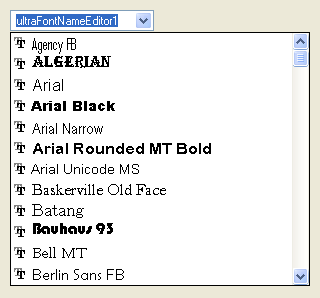 ultraFontNameEditor1
Agency FB
ALGERIAN
Arial
Arial Black
Arial Narrow
Arial Rounded MT Bold
Arial Unicode MS
Baskerville Old Face
Batang
Bauhaus 93
Bell MT
Berlin Sans FB